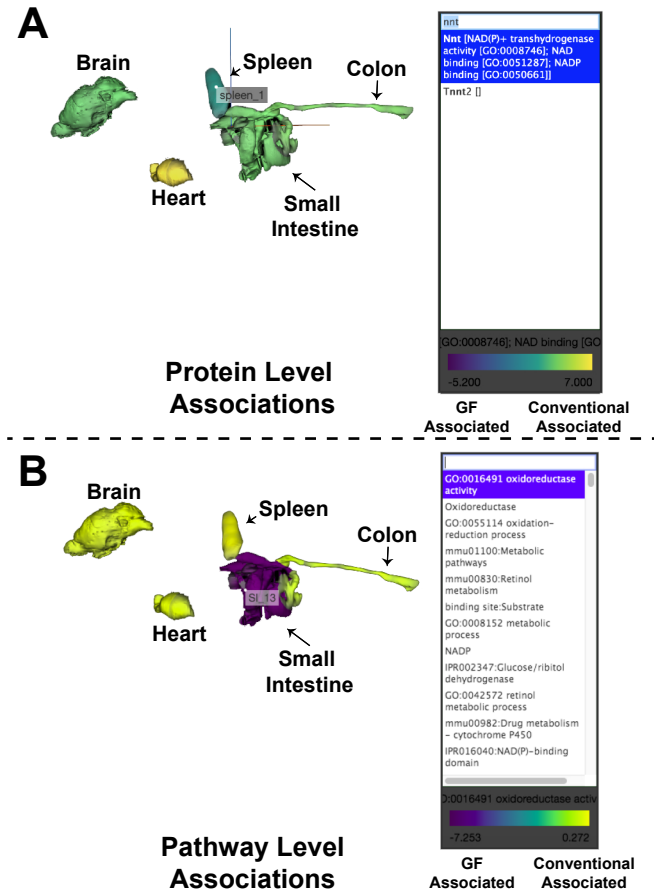 A
Brain
Spleen
spleen_1
Colon
Heart
Small
Intestine
nnt
Nnt [NAD(P)+ transhydrogenase
activity [GO:0008746]; NAD
binding [GO:0051287]; NADP
binding [GO:0050661]]
Tnnt2 []
[GO:0008746]; NAD binding [GO
-5.200
7.000
GF
Associated
Conventional
Associated
Protein Level
Associations
B
Brain
Spleen
Colon
SI_13
Heart
Small
Intestine
GO:0016491 oxidoreductase
activity
Oxidoreductase
GO:0055114 oxidation-
reduction process
mmu01100:Metabolic
pathways
mmu00830:Retinol
metabolism
binding site:Substrate
GO:0008152 metabolic
process
NADP
IPR002347:Glucose/ribitol
dehydrogenase
GO:0042572 retinol
metabolic process
mmu00982:Drug metabolism
- cytochrome P450
IPR016040:NAD(P)-binding
domain
O:0016491 oxidoreductase activ
-7.253
0.272
GF
Associated
Conventional
Associated
Pathway Level
Associations